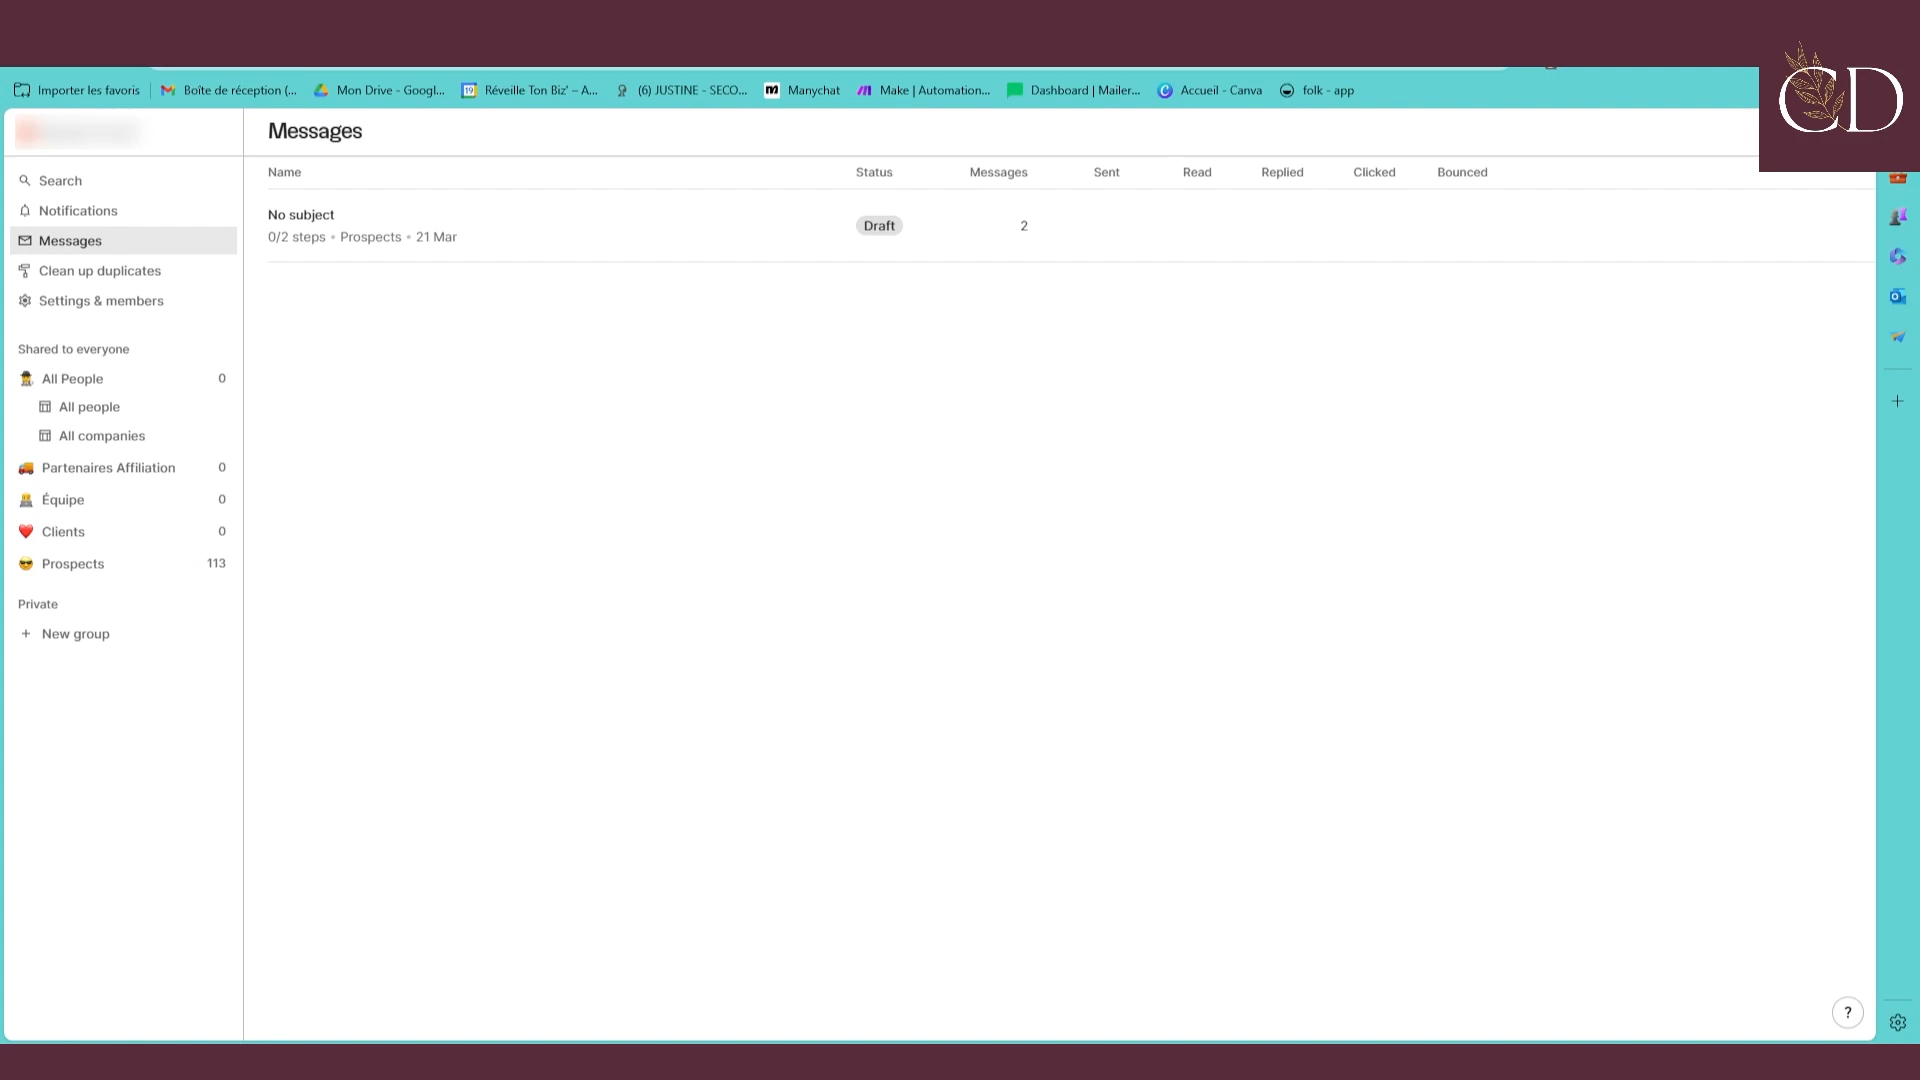 Importer les favoris
Boîte de réception (...
Mon Drive - Googl...
19
Réveille Ton Biz' – A...
(6) JUSTINE - SECO...
Manychat
Make | Automation...
Dashboard | Mailer...
Accueil - Canva
folk - app
CD
Messages
Search
Notifications
Messages
Clean up duplicates
Settings & members
Shared to everyone
All People 0
All people
All companies
Partenaires Affiliation 0
Équipe 0
Clients 0
Prospects 113
Private
+ New group
Name Status Messages Sent Read Replied Clicked Bounced
No subject Draft 2
0/2 steps • Prospects • 21 Mar
?